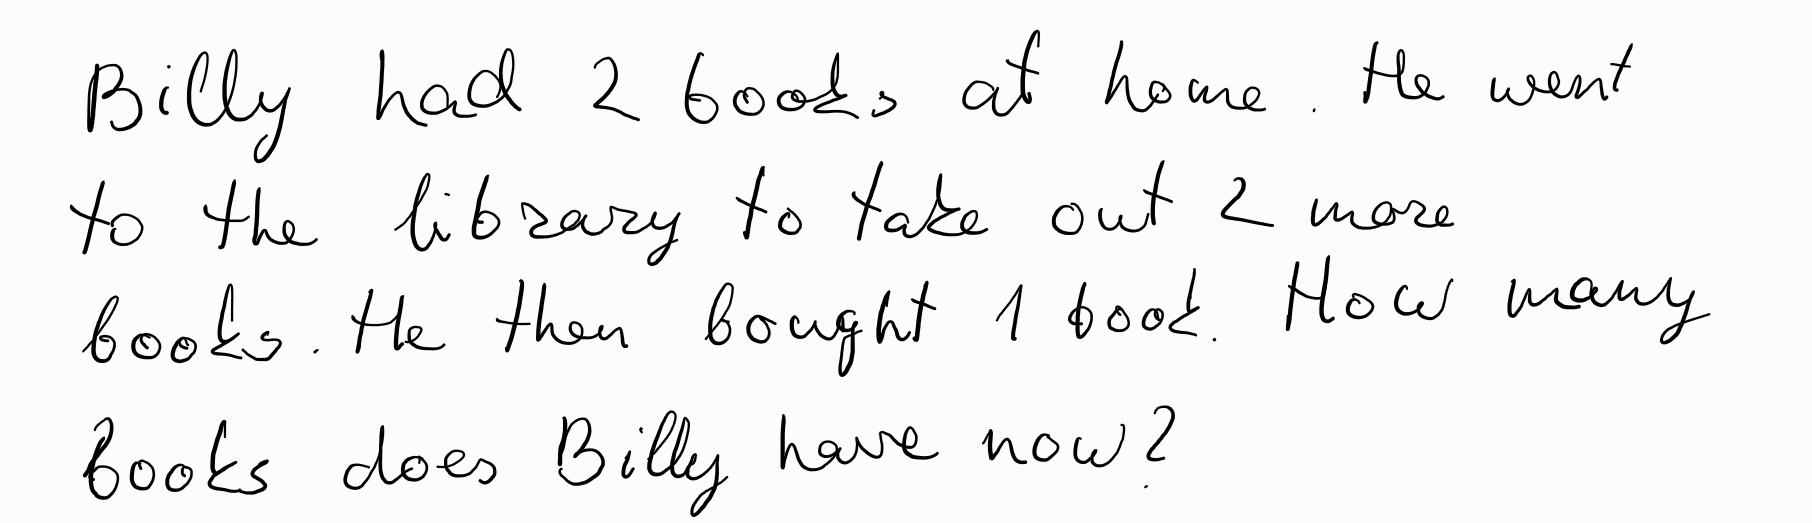 Billy had 2 books at home. He went
to the library to take out 2 more
books. He then bought 1 book. How many
books does Billy have now?